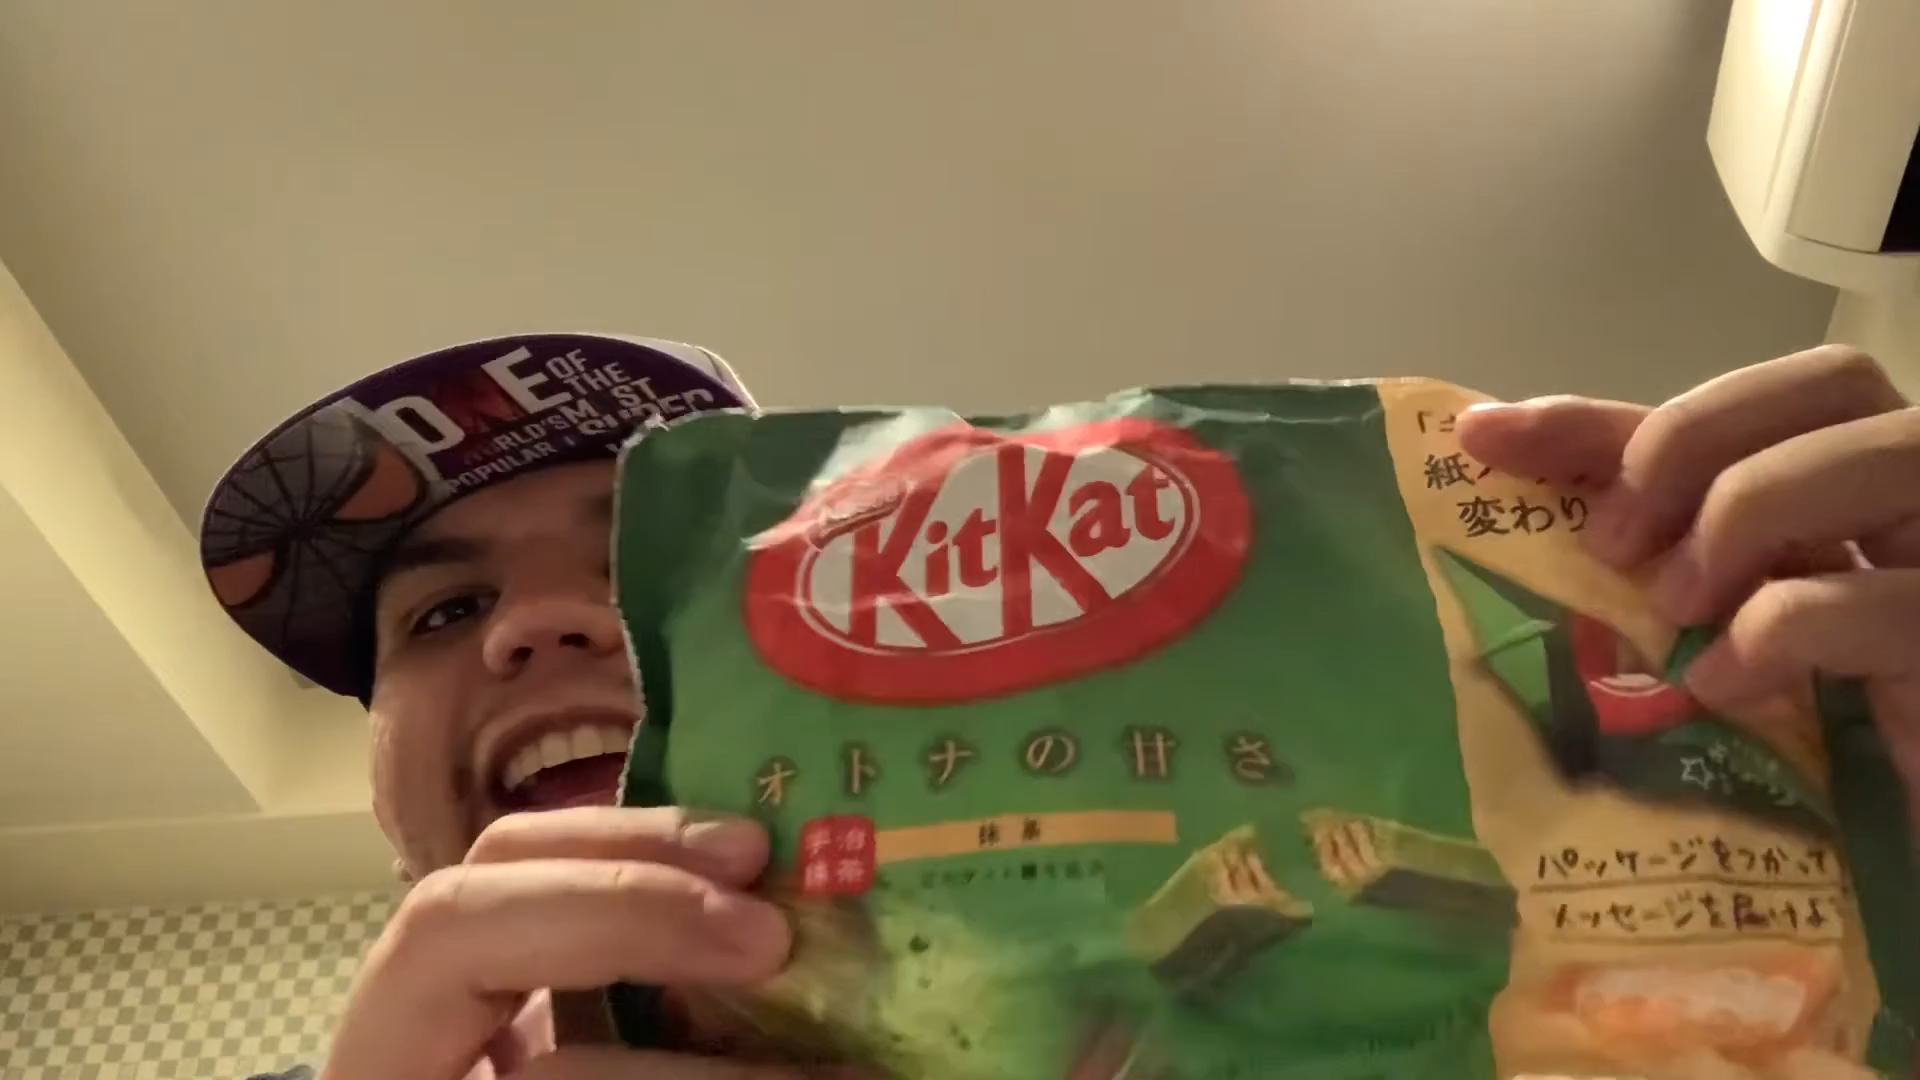 ONE OF
THE
WORLD'S MOST
POPULAR SUPER
Nestlé
KitKat
オトナの甘さ
宇治
抹茶
抹茶
紙
変わり
パッケージをつかって
メッセージを届けよ